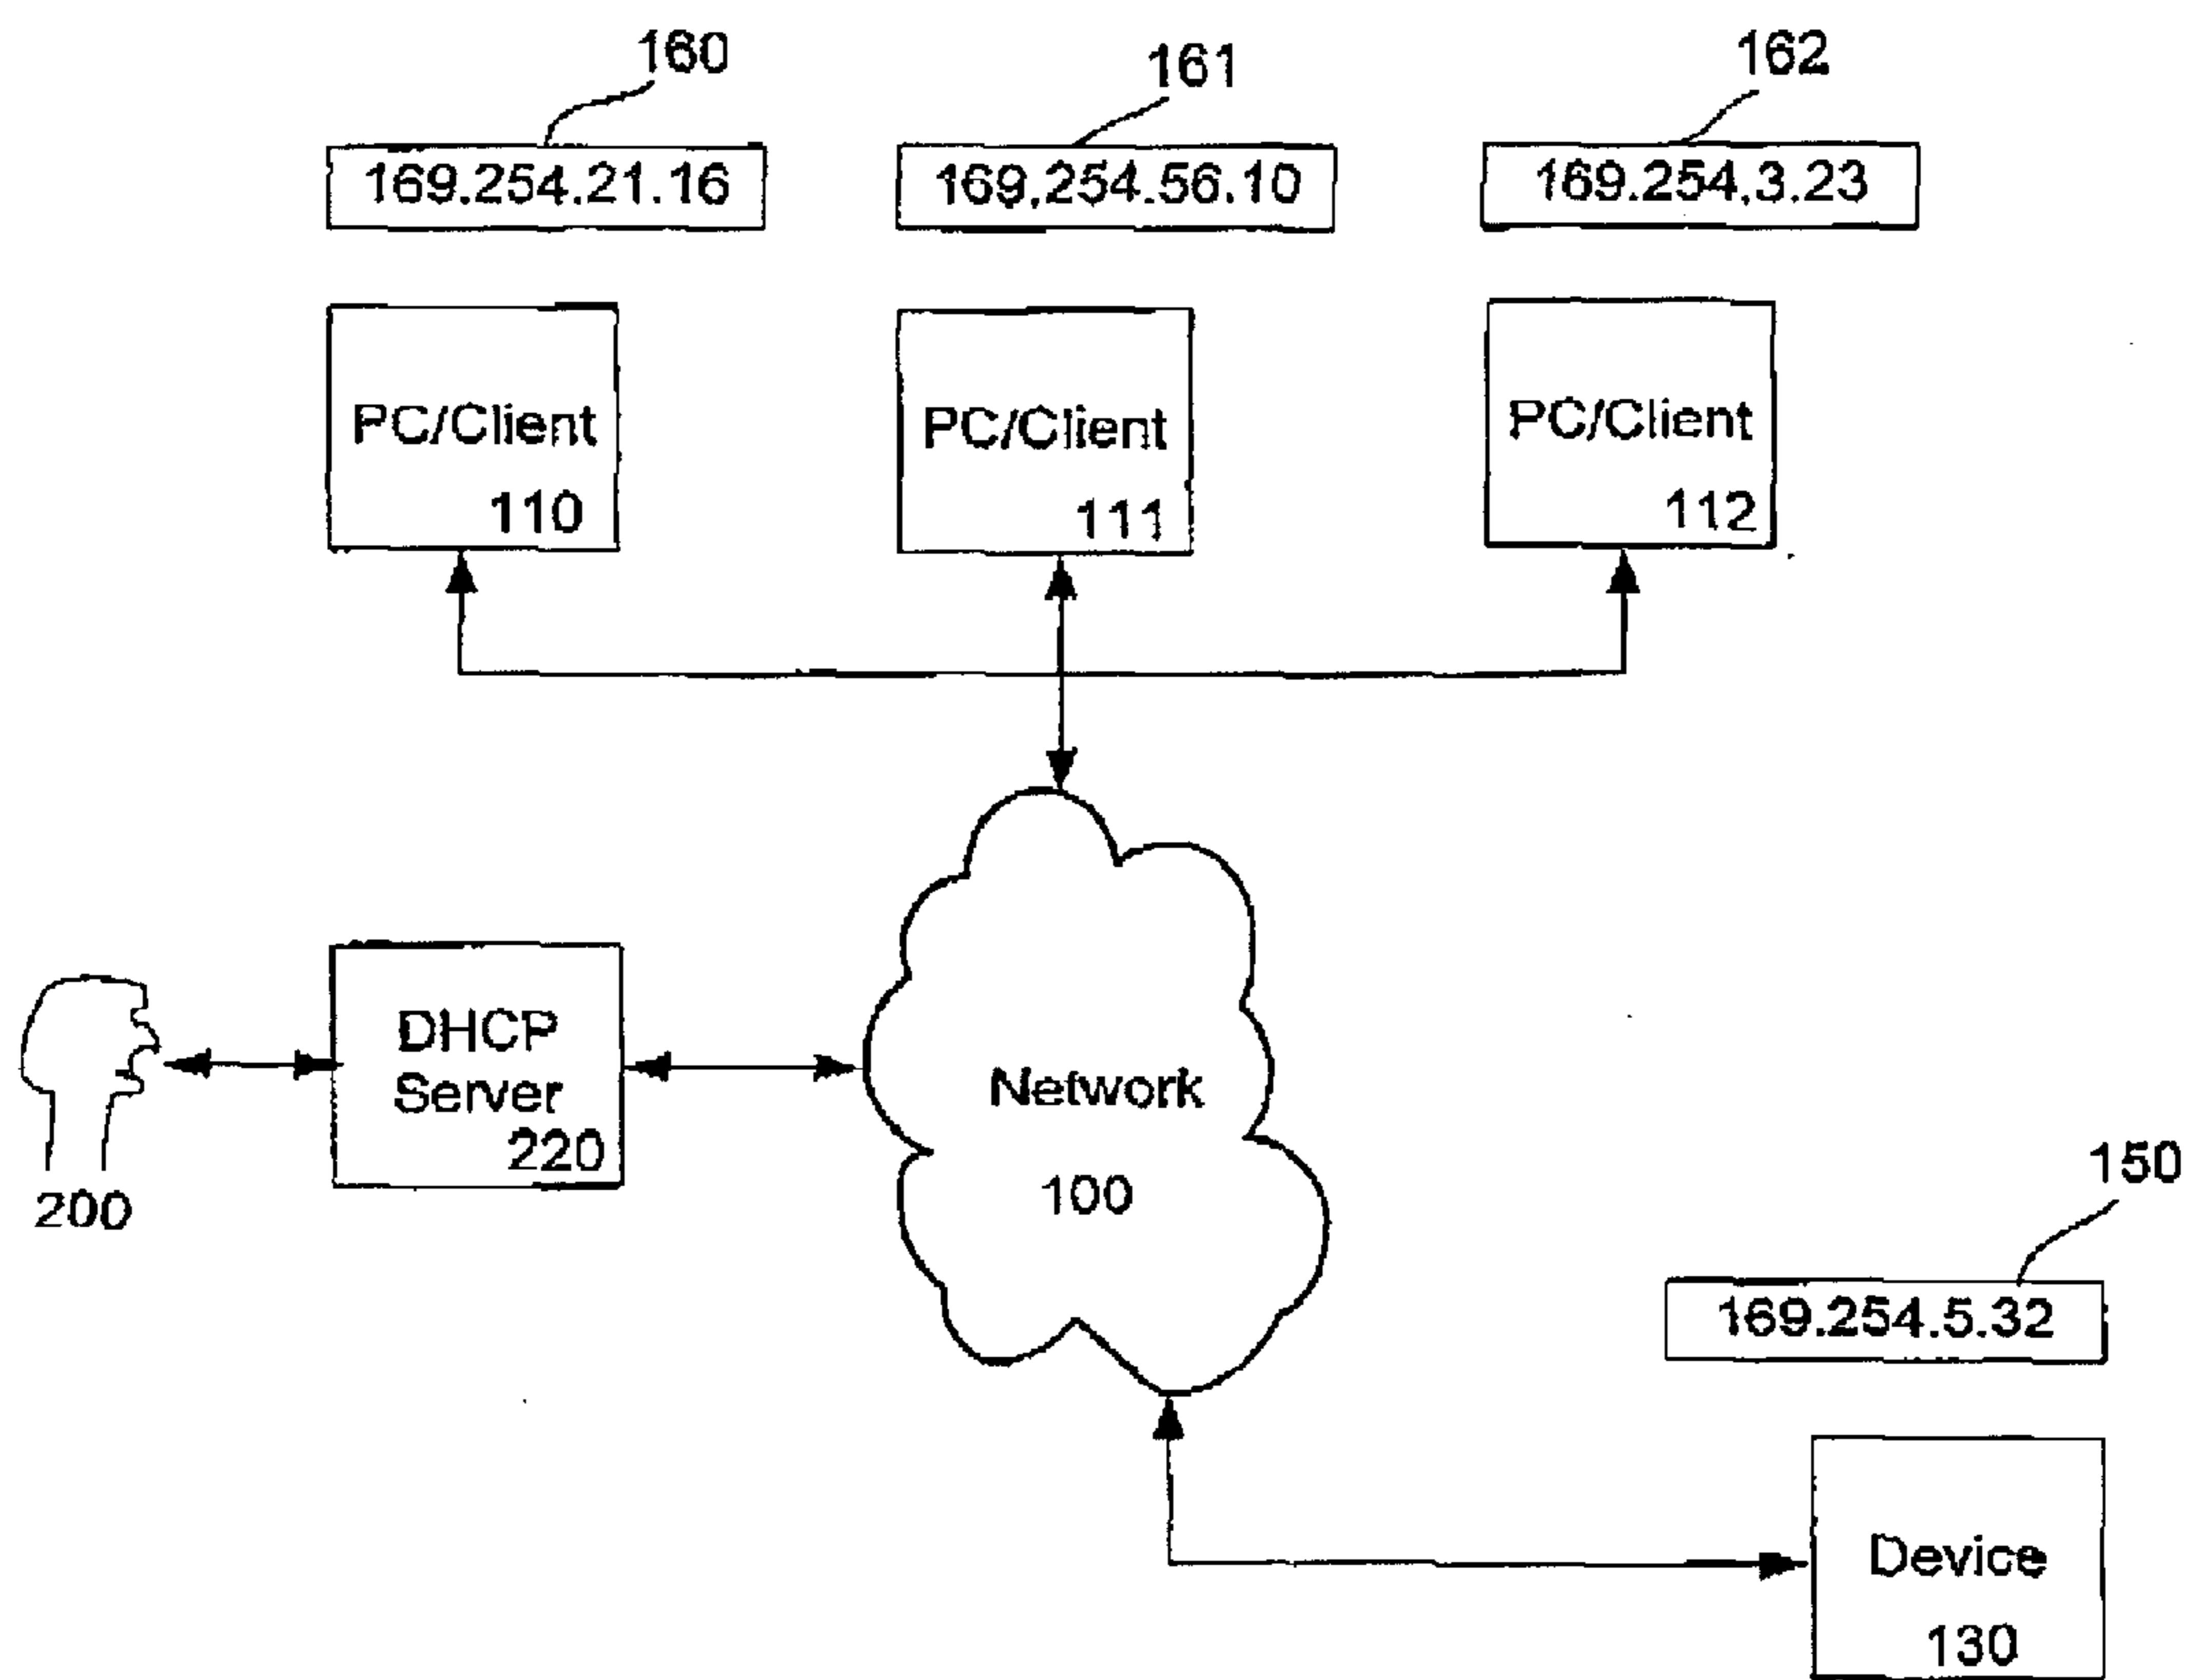 160
161
162
169.254.21.16
169.254.56.10
169.254.3.23
PC/Client
110
PC/Client
111
PC/Client
112
DHCP
Server
220
200
Network
100
150
169.254.5.32
Device
130